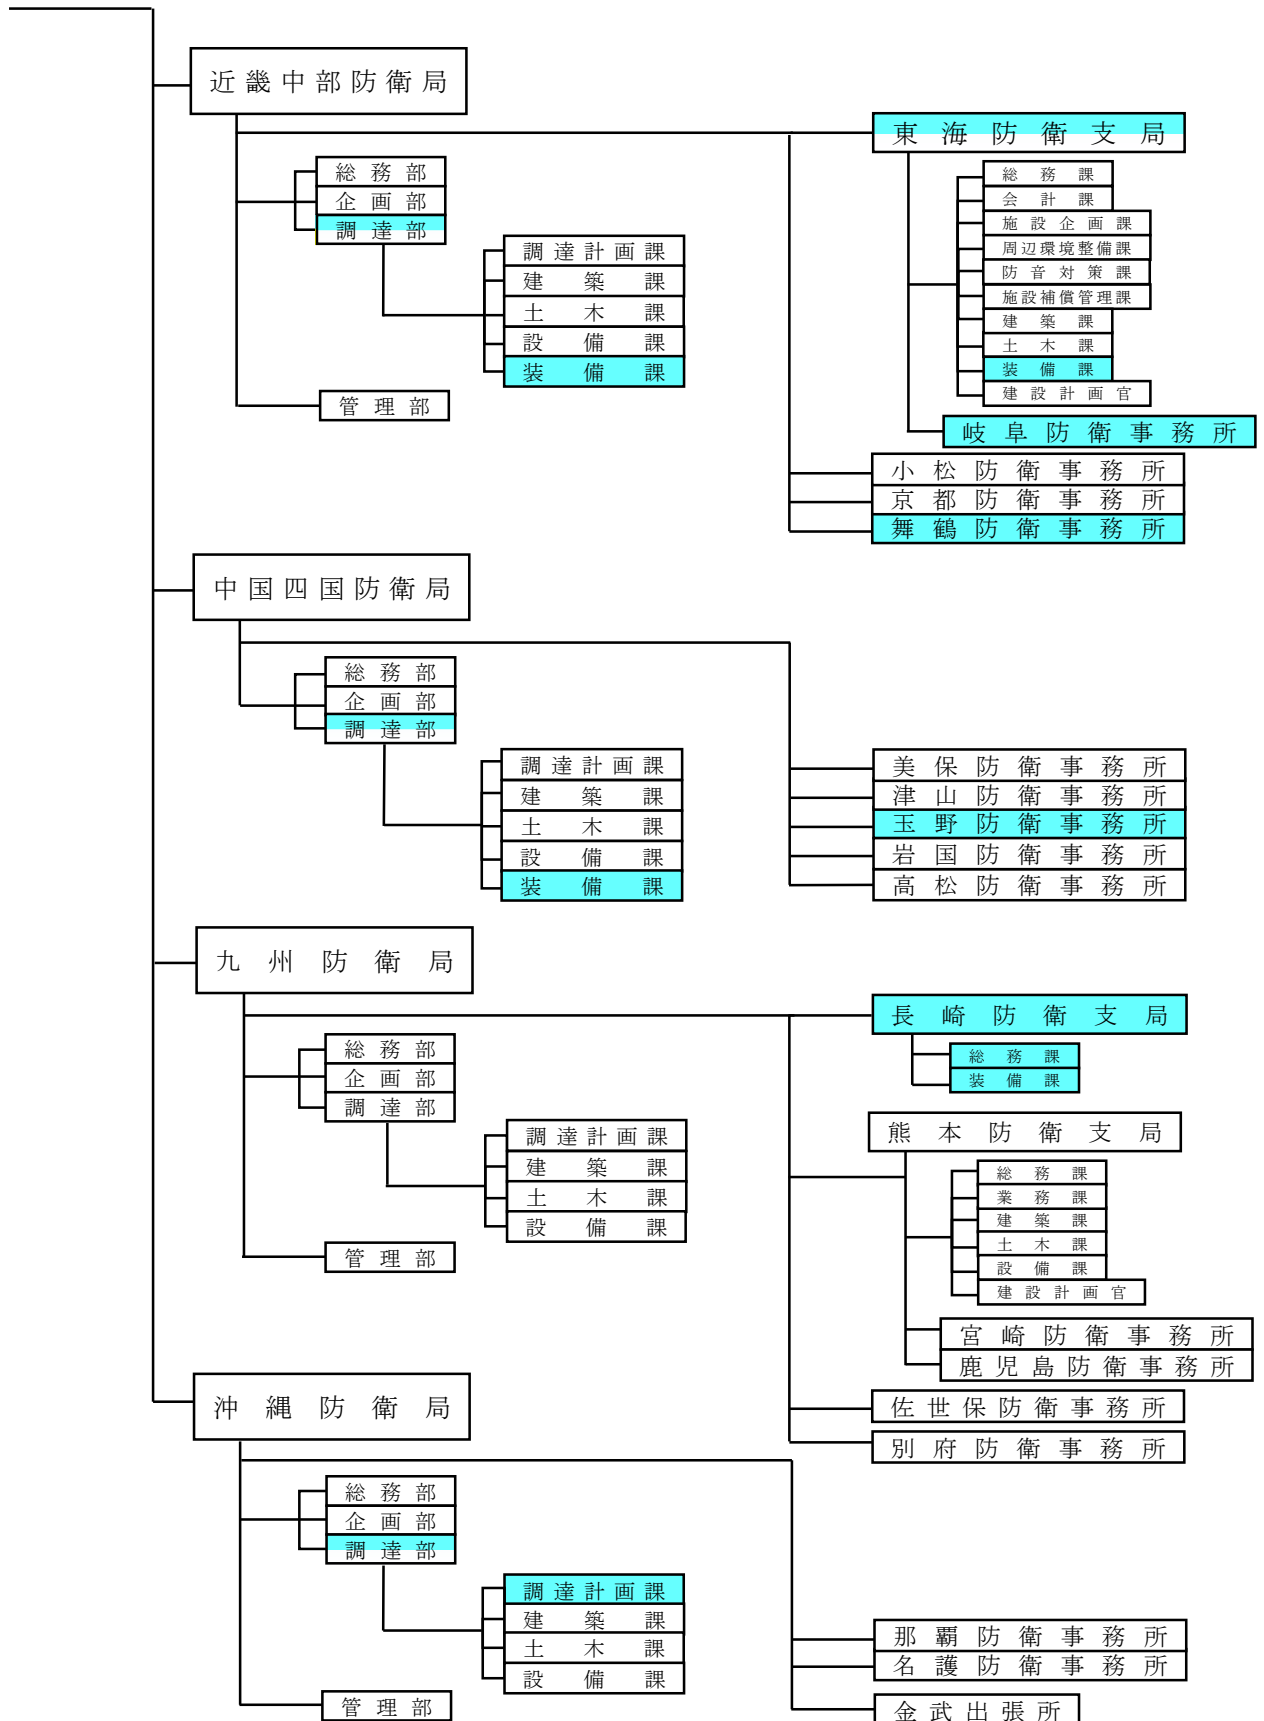 近畿中部防衛局
東海防衛支局
総務部
企画部
調達部
調達計画課
建築課
土木課
設備課
装備課
管理部
総務課
会計課
施設企画課
周辺環境整備課
防音対策課
施設補償管理課
建築課
土木課
装備課
建設計画官
岐阜防衛事務所
小松防衛事務所
京都防衛事務所
舞鶴防衛事務所
中国四国防衛局
総務部
企画部
調達部
調達計画課
建築課
土木課
設備課
装備課
美保防衛事務所
津山防衛事務所
玉野防衛事務所
岩国防衛事務所
高松防衛事務所
九州防衛局
総務部
企画部
調達部
調達計画課
建築課
土木課
設備課
管理部
長崎防衛支局
総務課
装備課
熊本防衛支局
総務課
業務課
建築課
土木課
設備課
建設計画官
宮崎防衛事務所
鹿児島防衛事務所
佐世保防衛事務所
別府防衛事務所
沖縄防衛局
総務部
企画部
調達部
調達計画課
建築課
土木課
設備課
管理部
那覇防衛事務所
名護防衛事務所
金武出張所